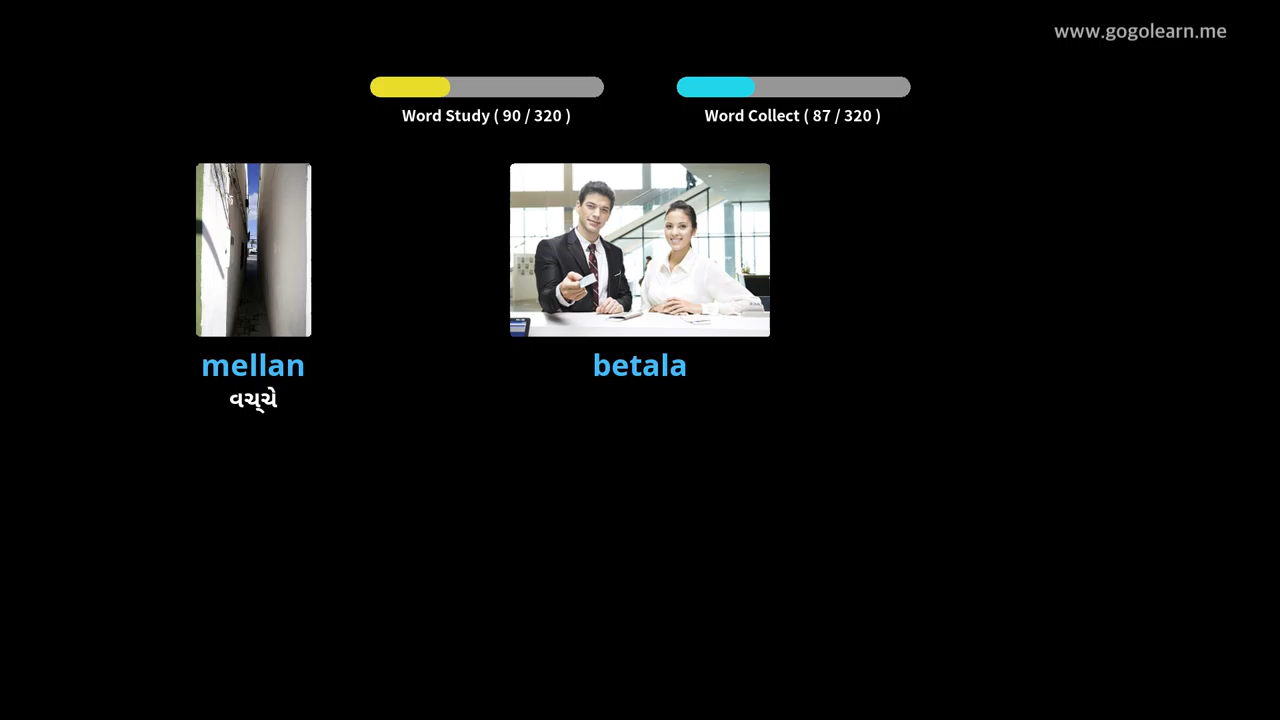 www.gogolearn.me
Word Study ( 90 / 320 )
Word Collect ( 87 / 320 )
mellan
વચ્ચે
betala